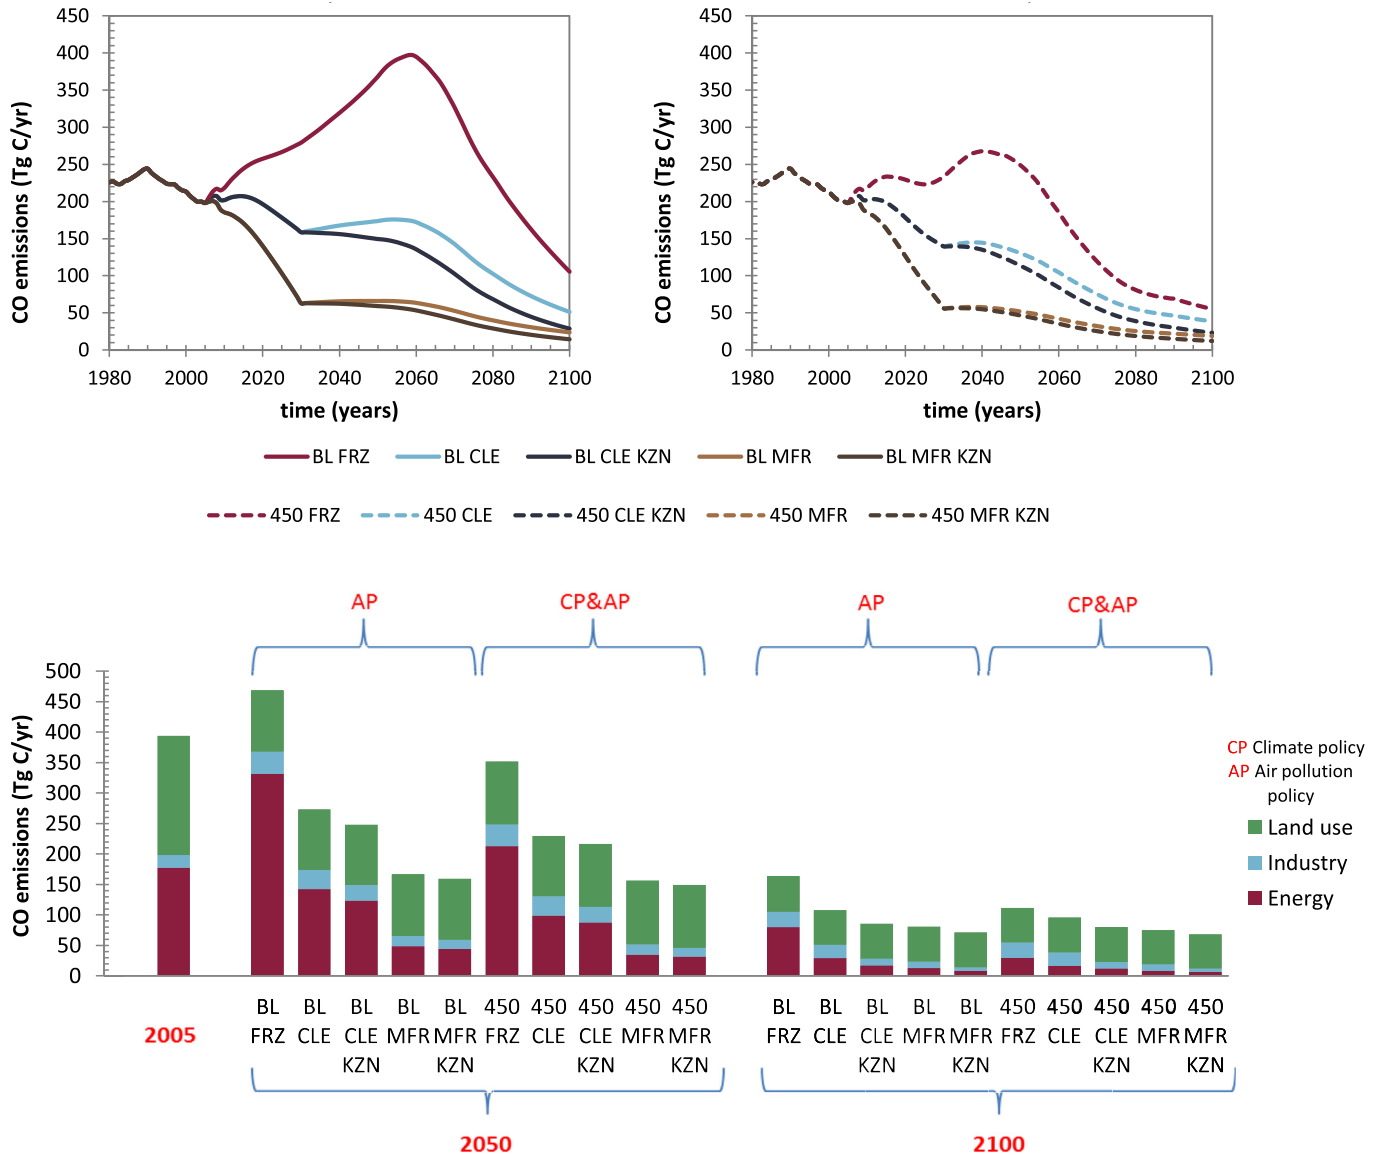 450
400
350
300
250
200
150
100
50
0
CO emissions (Tg C/yr)
1980 2000 2020 2040 2060 2080 2100
time (years)
450
400
350
300
250
200
150
100
50
0
CO emissions (Tg C/yr)
1980 2000 2020 2040 2060 2080 2100
time (years)
BL FRZ BL CLE BL CLE KZN BL MFR BL MFR KZN
450 FRZ 450 CLE 450 CLE KZN 450 MFR 450 MFR KZN
AP CP&AP AP CP&AP
500
450
400
350
300
250
200
150
100
50
0
CO emissions (Tg C/yr)
CP Climate policy
AP Air pollution
policy
Land use
Industry
Energy
2005
BL
FRZ
BL
CLE
BL
CLE
KZN
BL
MFR
BL
MFR
KZN
450
FRZ
450
CLE
450
CLE
KZN
450
MFR
450
MFR
KZN
BL
FRZ
BL
CLE
BL
CLE
KZN
BL
MFR
BL
MFR
KZN
450
FRZ
450
CLE
450
CLE
KZN
450
MFR
450
MFR
KZN
2050 2100